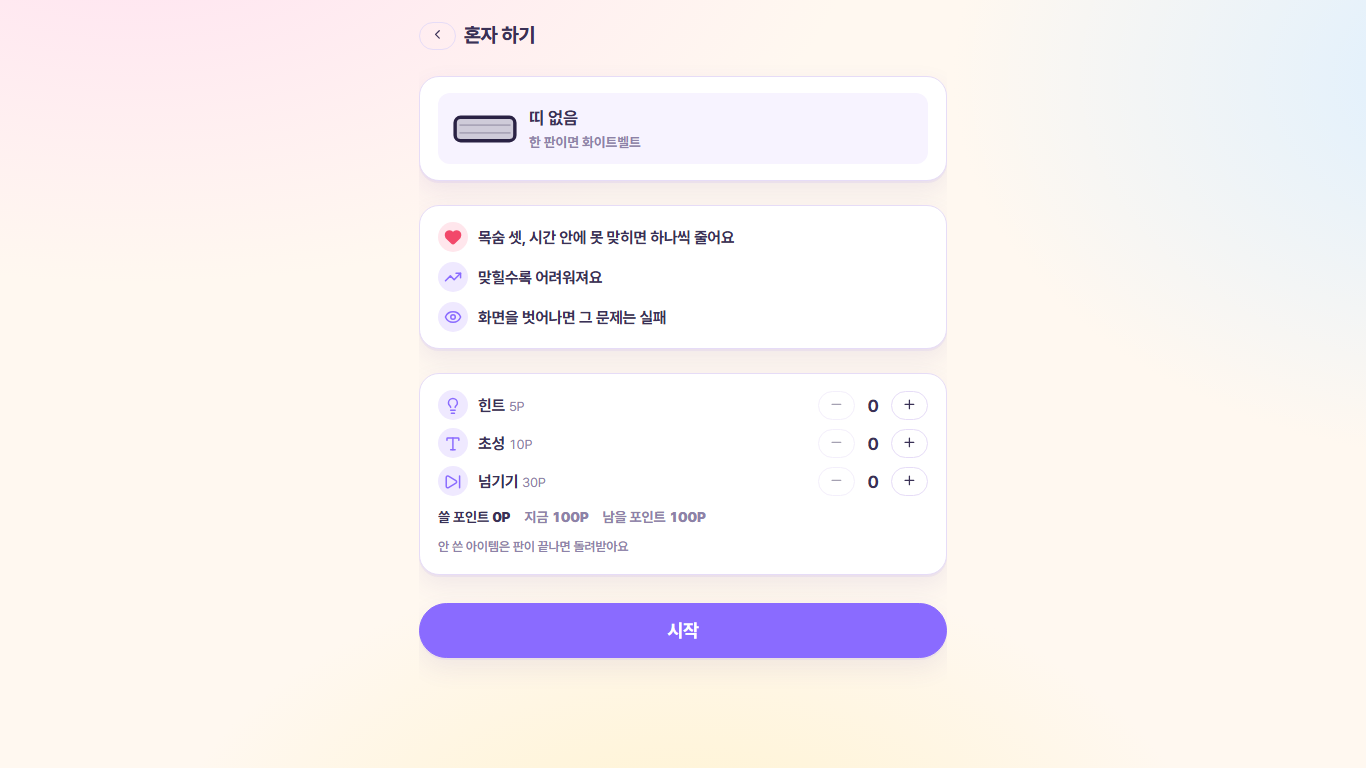 혼자 하기
띠 없음
한 판이면 화이트벨트
목숨 셋, 시간 안에 못 맞히면 하나씩 줄어요
맞힐수록 어려워져요
화면을 벗어나면 그 문제는 실패
힌트 5P − 0 +
초성 10P − 0 +
넘기기 30P − 0 +
쓸 포인트 0P 지금 100P 남을 포인트 100P
안 쓴 아이템은 판이 끝나면 돌려받아요
시작